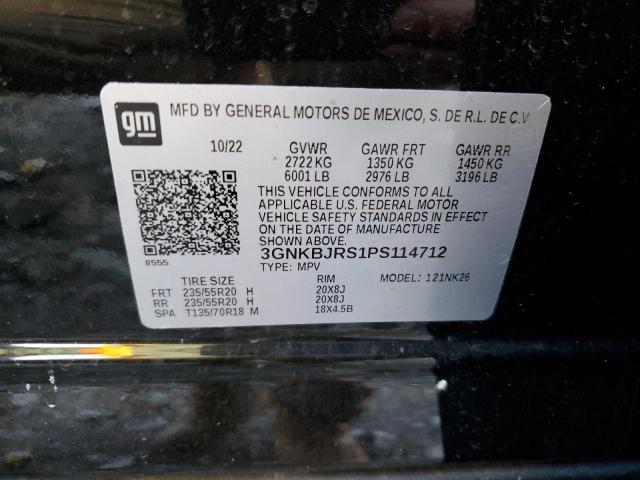 gm
MFD BY GENERAL MOTORS DE MEXICO, S. DE R.L. DE C.V
10/22 GVWR GAWR FRT GAWR RR
2722 KG 1350 KG 1450 KG
6001 LB 2976 LB 3196 LB
THIS VEHICLE CONFORMS TO ALL
APPLICABLE U.S. FEDERAL MOTOR
VEHICLE SAFETY STANDARDS IN EFFECT
ON THE DATE OF MANUFACTURE
SHOWN ABOVE.
8555
3GNKBJRS1PS114712
TYPE: MPV MODEL: 121NK26
TIRE SIZE RIM
FRT 235/55R20 H 20X8J
RR 235/55R20 H 20X8J
SPA T135/70R18 M 18X4.5B